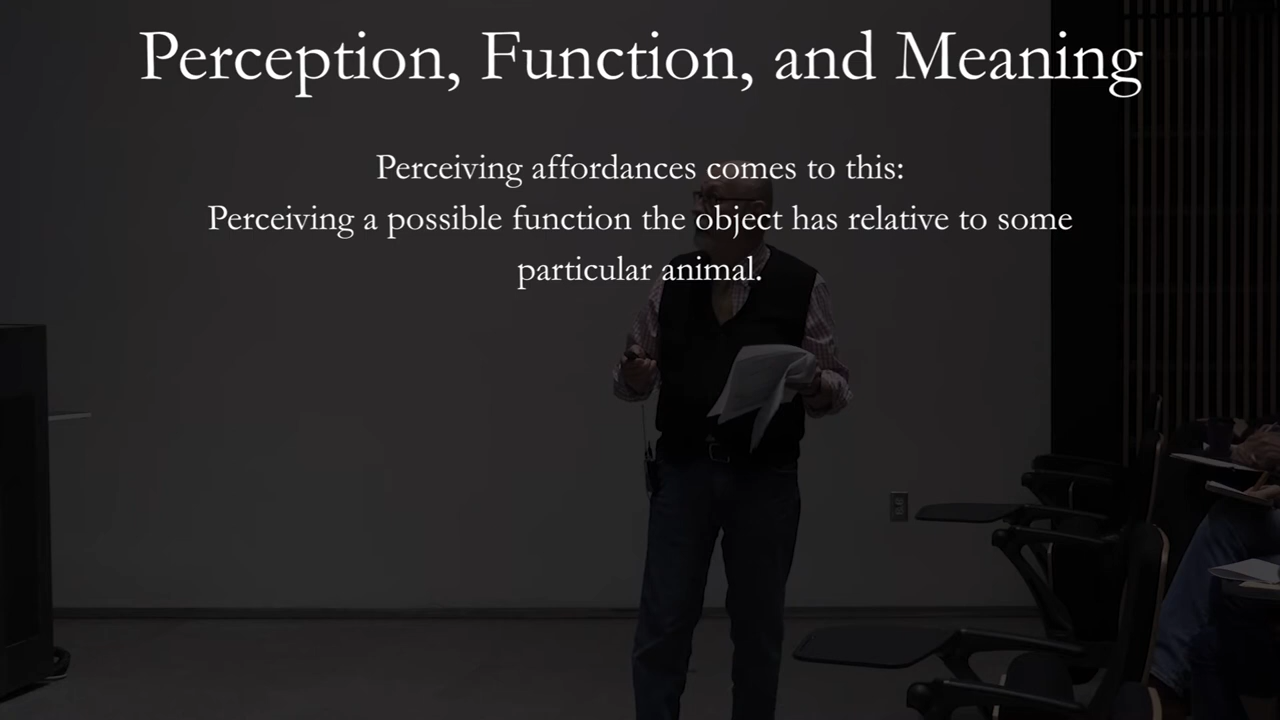 Perception, Function, and Meaning
Perceiving affordances comes to this:
Perceiving a possible function the object has relative to some
particular animal.